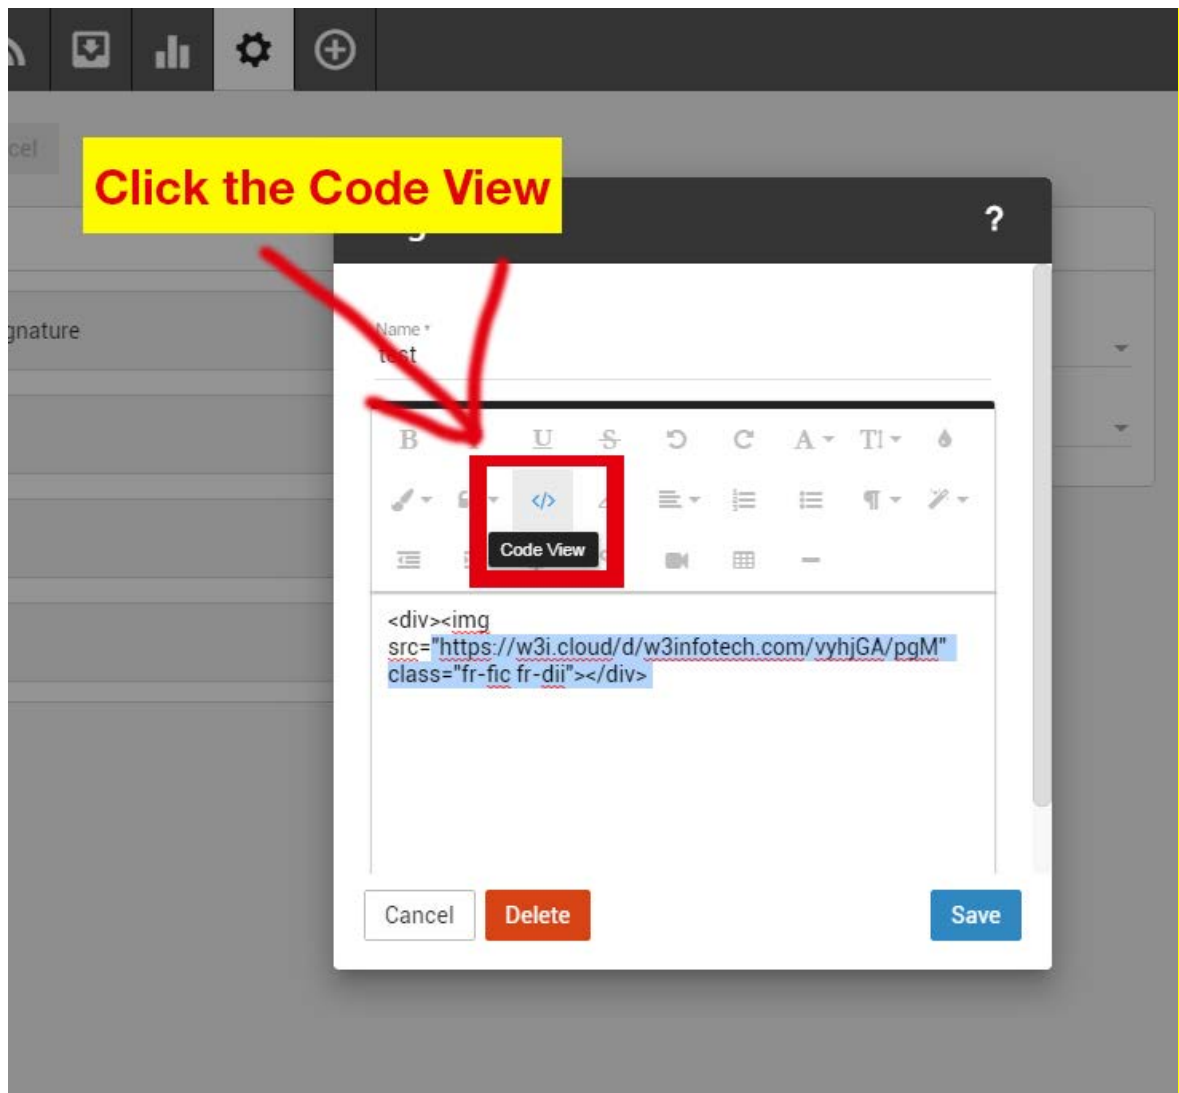 cel
Click the Code View
?
gnature
Name *
test
B U S A T
Code View
<div><img
src="https://w3i.cloud/d/w3infotech.com/vyhjGA/pgM"
class="fr-fic fr-dii"></div>
Cancel Delete Save